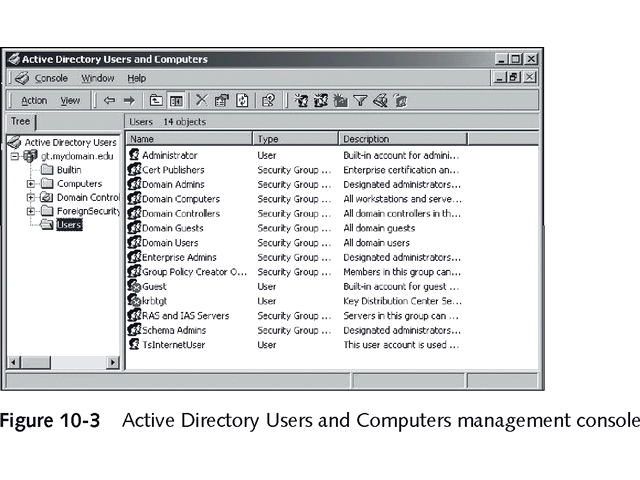 Active Directory Users and Computers
Console Window Help
Action View
Tree
Users 14 objects
Name Type Description
Active Directory Users
gt.mydomain.edu
Builtin
Computers
Domain Control
ForeignSecurity
Users
Administrator User Built-in account for admini...
Cert Publishers Security Group ... Enterprise certification an...
Domain Admins Security Group ... Designated administrators...
Domain Computers Security Group ... All workstations and serve...
Domain Controllers Security Group ... All domain controllers in th...
Domain Guests Security Group ... All domain guests
Domain Users Security Group ... All domain users
Enterprise Admins Security Group ... Designated administrators...
Group Policy Creator O... Security Group ... Members in this group can...
Guest User Built-in account for guest ...
krbtgt User Key Distribution Center Se...
RAS and IAS Servers Security Group ... Servers in this group can ...
Schema Admins Security Group ... Designated administrators...
TsInternetUser User This user account is used ...
Figure 10-3 Active Directory Users and Computers management console